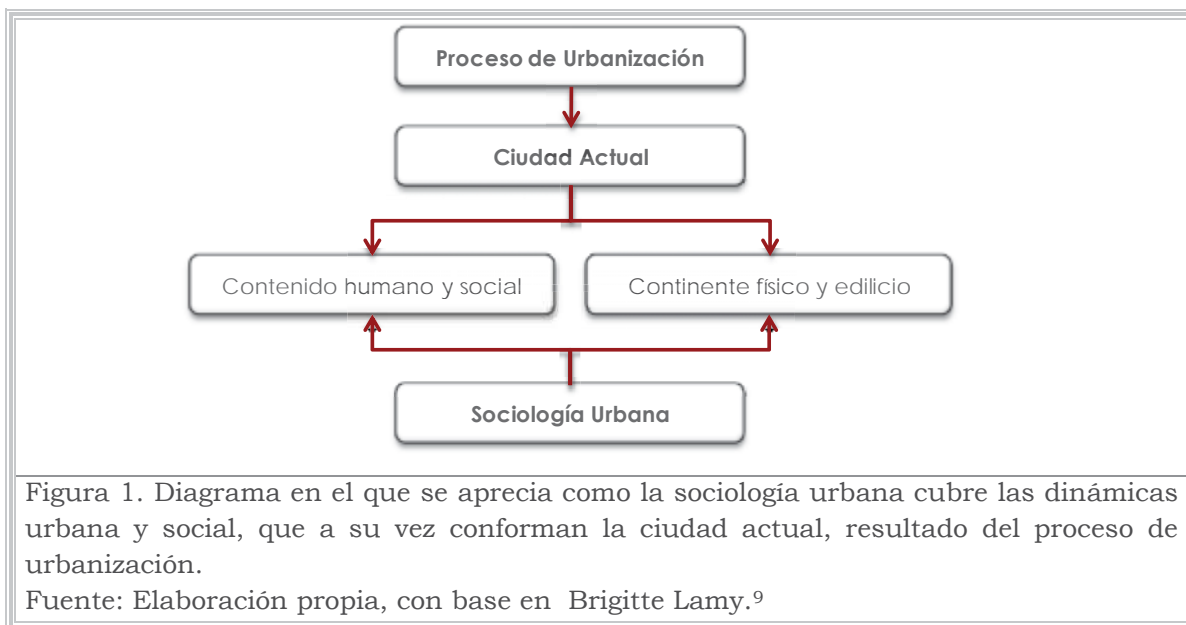 Proceso de Urbanización
Ciudad Actual
Contenido humano y social
Continente físico y edilicio
Sociología Urbana
Figura 1. Diagrama en el que se aprecia como la sociología urbana cubre las dinámicas
urbana y social, que a su vez conforman la ciudad actual, resultado del proceso de
urbanización.
Fuente: Elaboración propia, con base en Brigitte Lamy.⁹